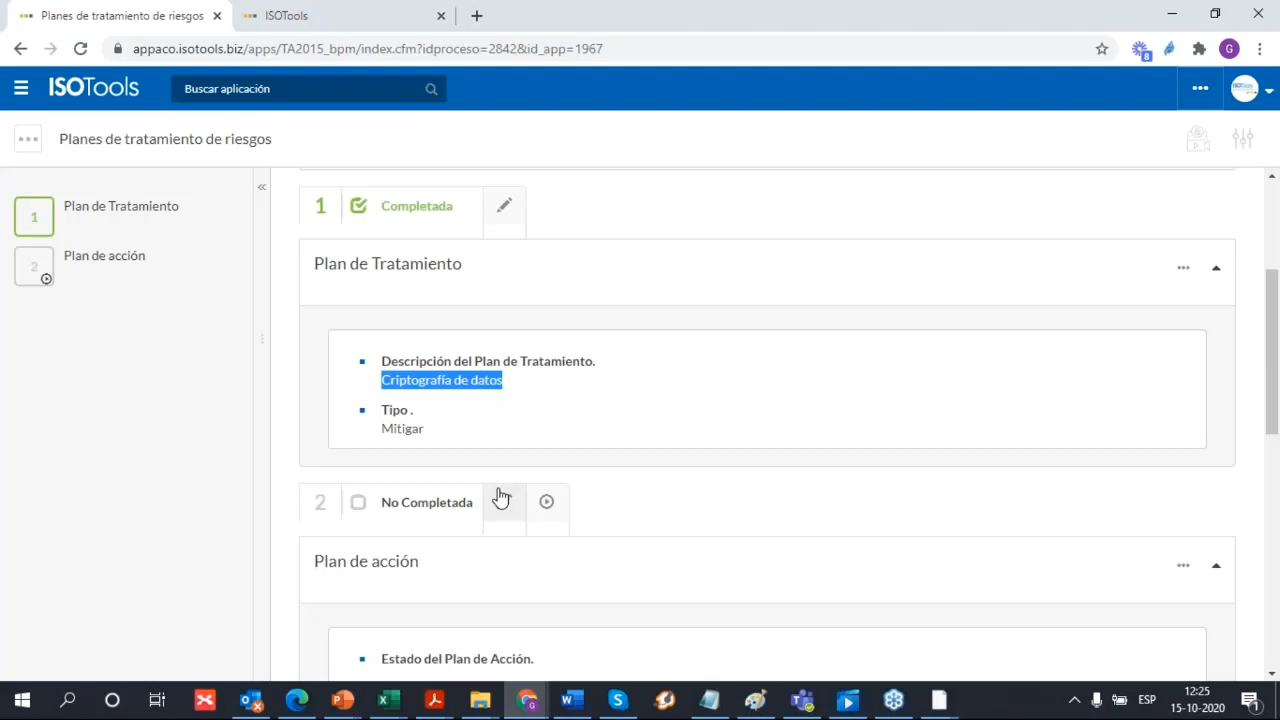 Planes de tratamiento de riesgos
ISOTools
appaco.isotools.biz/apps/TA2015_bpm/index.cfm?idproceso=2842&id_app=1967
8
G
ISOTools
Buscar aplicación
Planes de tratamiento de riesgos
1 Plan de Tratamiento
2 Plan de acción
1 Completada
Plan de Tratamiento
Descripción del Plan de Tratamiento.
Criptografía de datos
Tipo .
Mitigar
2 No Completada
Plan de acción
Estado del Plan de Acción.
ESP
12:25
15-10-2020
1